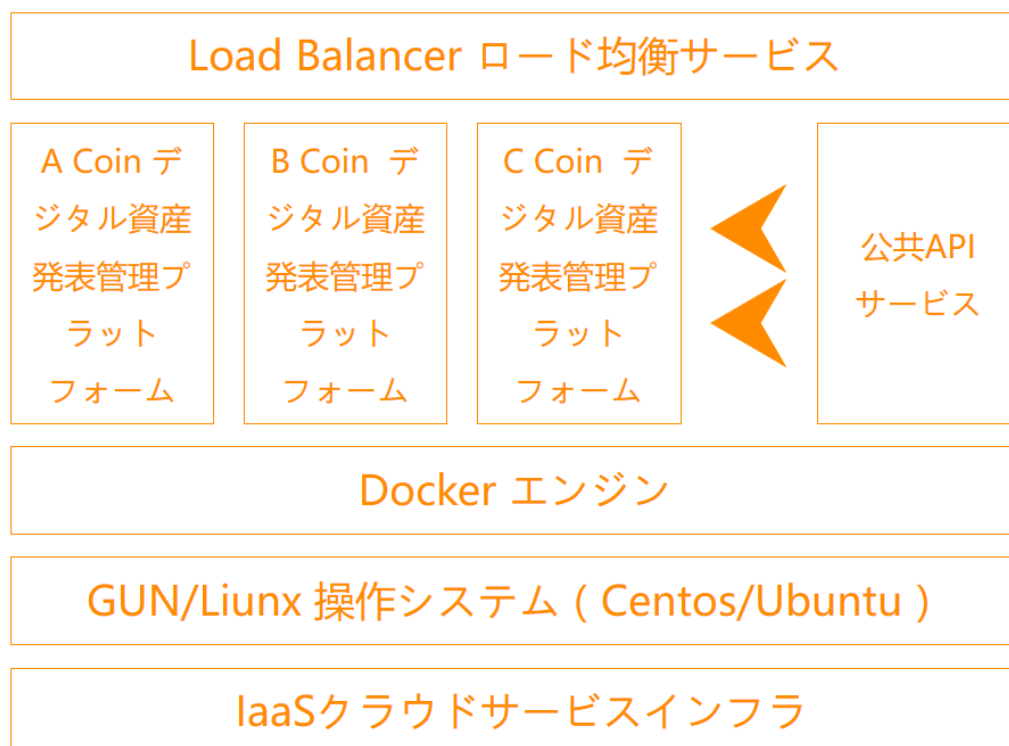 Load Balancer ロード均衡サービス
A Coin デ
ジタル資産
発表管理プ
ラット
フォーム
B Coin デ
ジタル資産
発表管理プ
ラット
フォーム
C Coin デ
ジタル資産
発表管理プ
ラット
フォーム
公共API
サービス
Docker エンジン
GUN/Liunx 操作システム（Centos/Ubuntu）
IaaSクラウドサービスインフラ